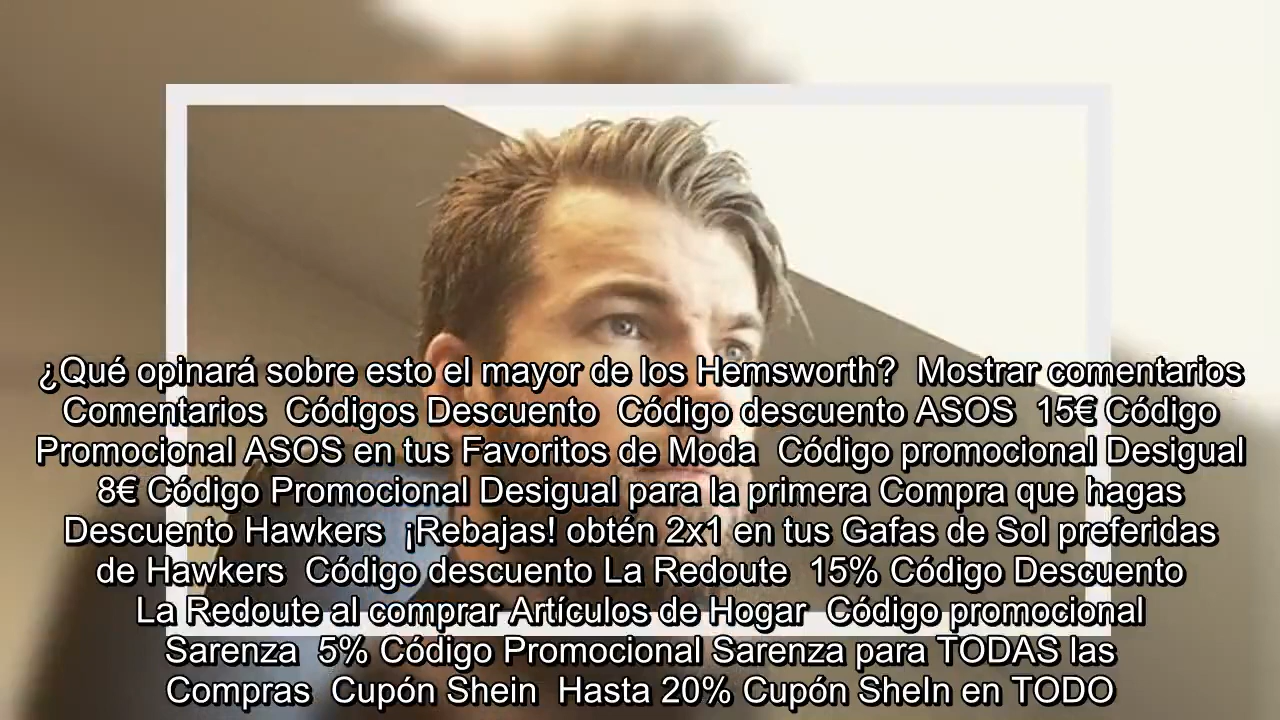 ¿Qué opinará sobre esto el mayor de los Hemsworth?  Mostrar comentarios
Comentarios  Códigos Descuento  Código descuento ASOS  15€ Código
Promocional ASOS en tus Favoritos de Moda  Código promocional Desigual
8€ Código Promocional Desigual para la primera Compra que hagas
Descuento Hawkers  ¡Rebajas! obtén 2x1 en tus Gafas de Sol preferidas
de Hawkers  Código descuento La Redoute  15% Código Descuento
La Redoute al comprar Artículos de Hogar  Código promocional
Sarenza  5% Código Promocional Sarenza para TODAS las
Compras  Cupón Shein  Hasta 20% Cupón SheIn en TODO